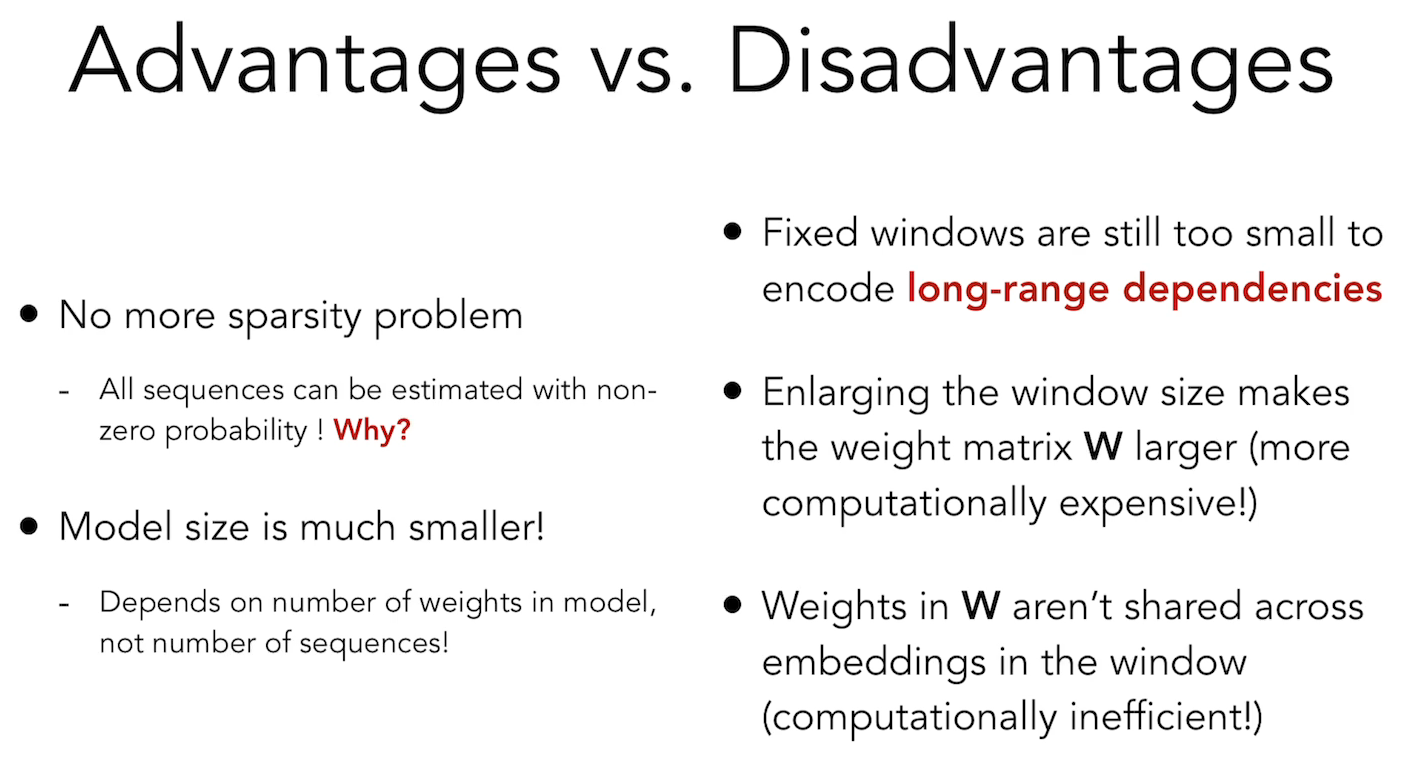 Advantages vs. Disadvantages
• No more sparsity problem
- All sequences can be estimated with non-
zero probability ! Why?
• Model size is much smaller!
- Depends on number of weights in model,
not number of sequences!
• Fixed windows are still too small to
encode long-range dependencies
• Enlarging the window size makes
the weight matrix W larger (more
computationally expensive!)
• Weights in W aren’t shared across
embeddings in the window
(computationally inefficient!)